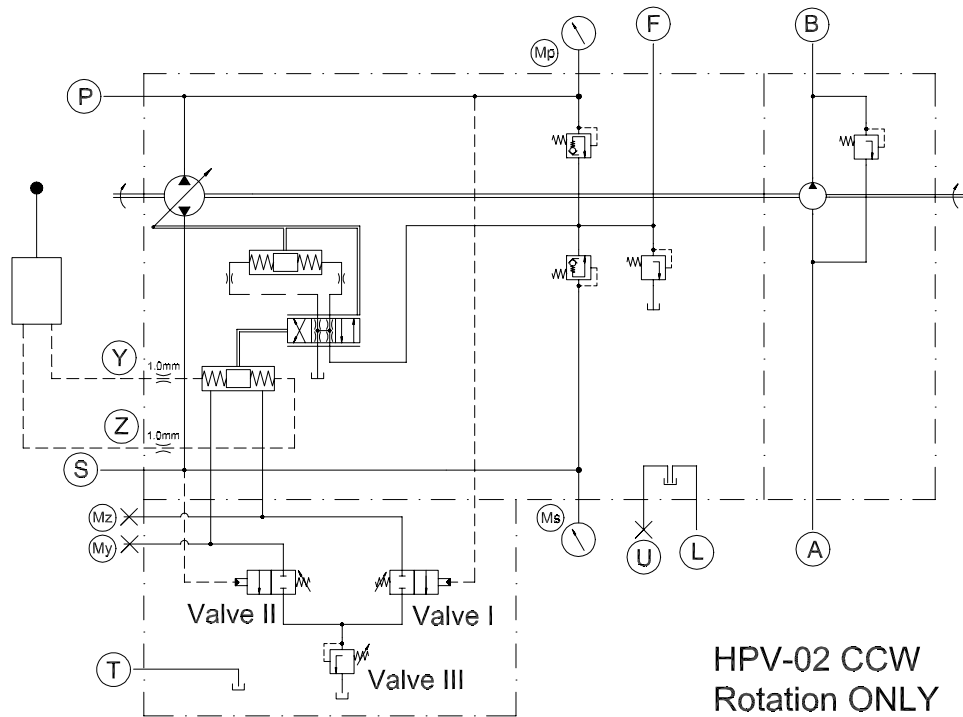 F
B
Mp
P
Y
1.0mm
Z
1.0mm
S
Mz
My
Ms
U
L
A
Valve II
Valve I
T
Valve III
HPV-02 CCW
Rotation ONLY